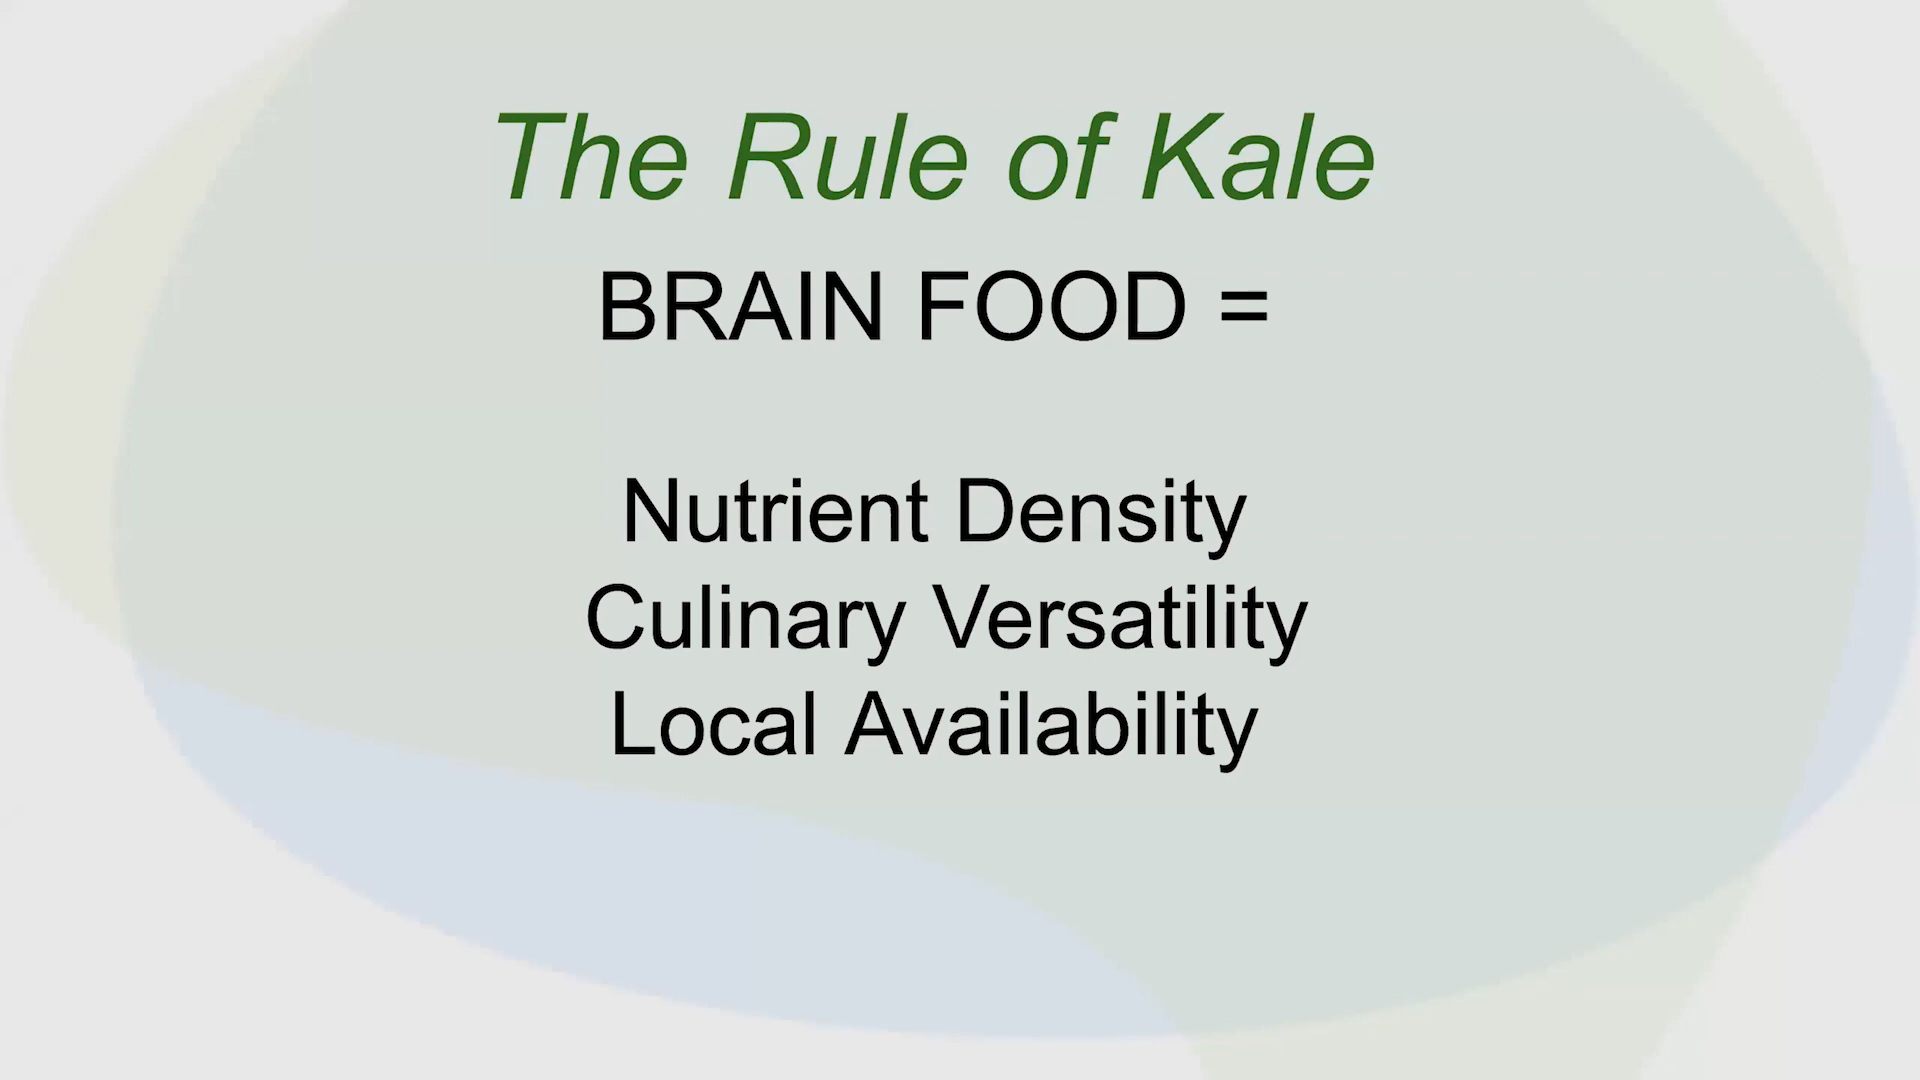 The Rule of Kale
BRAIN FOOD =
Nutrient Density
Culinary Versatility
Local Availability